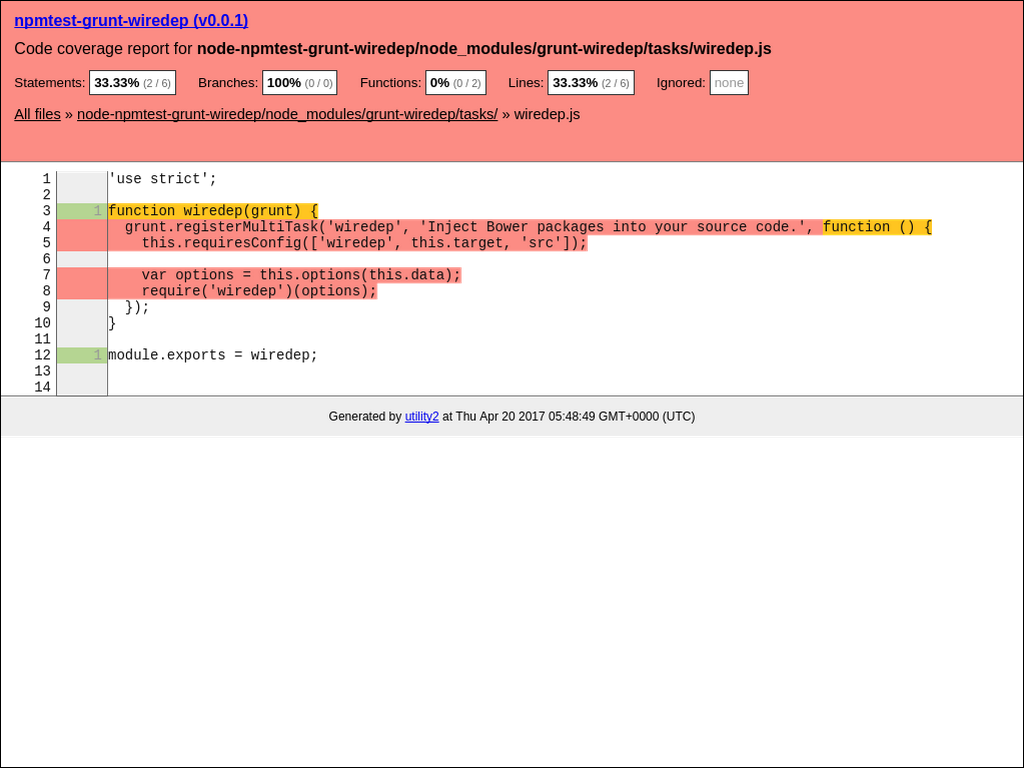 npmtest-grunt-wiredep (v0.0.1)
Code coverage report for node-npmtest-grunt-wiredep/node_modules/grunt-wiredep/tasks/wiredep.js
Statements: 33.33% (2 / 6) Branches: 100% (0 / 0) Functions: 0% (0 / 2) Lines: 33.33% (2 / 6) Ignored: none
All files » node-npmtest-grunt-wiredep/node_modules/grunt-wiredep/tasks/ » wiredep.js
1 'use strict';
2
3 1 function wiredep(grunt) {
4 grunt.registerMultiTask('wiredep', 'Inject Bower packages into your source code.', function () {
5 this.requiresConfig(['wiredep', this.target, 'src']);
6
7 var options = this.options(this.data);
8 require('wiredep')(options);
9 });
10 }
11
12 1 module.exports = wiredep;
13
14
Generated by utility2 at Thu Apr 20 2017 05:48:49 GMT+0000 (UTC)